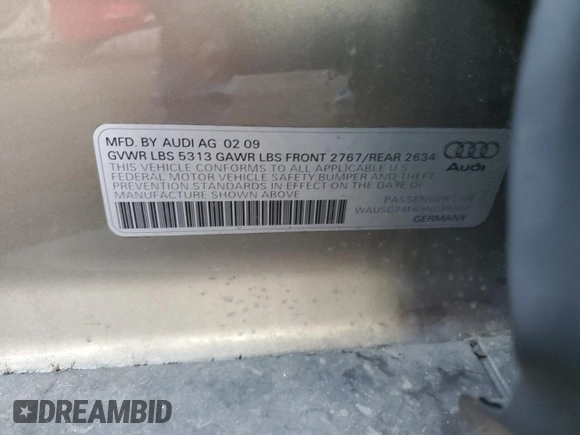 MFD. BY AUDI AG 02 09
GVWR LBS 5313 GAWR LBS FRONT 2767/REAR 2634
THIS VEHICLE CONFORMS TO ALL APPLICABLE U.S.
FEDERAL MOTOR VEHICLE SAFETY BUMPER AND THEFT
PREVENTION STANDARDS IN EFFECT ON THE DATE OF
MANUFACTURE SHOWN ABOVE
Audi
PASSENGER CAR
GERMANY
DREAMBID